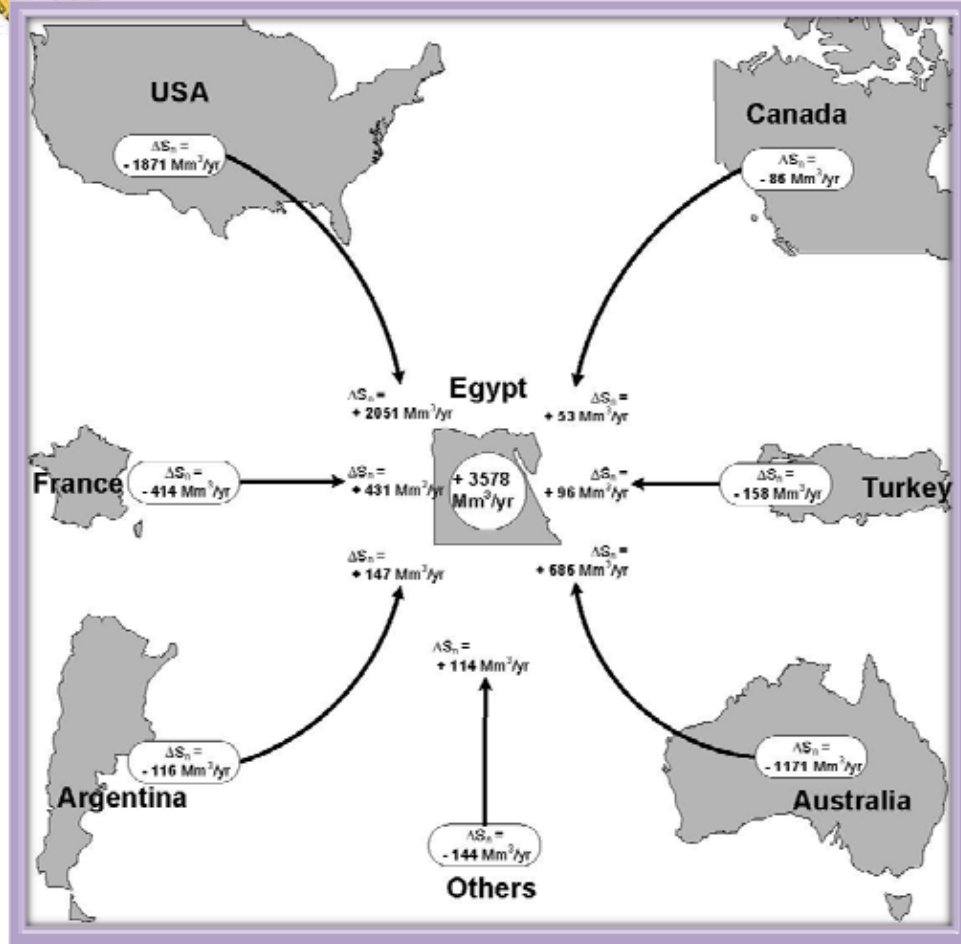 USA
ΔSₙ =
- 1871 Mm³/yr
Canada
ΔSₙ =
- 86 Mm³/yr
Egypt
ΔSₙ =
+ 2051 Mm³/yr
ΔSₙ =
+ 53 Mm³/yr
France
ΔSₙ =
- 414 Mm³/yr
ΔSₙ =
+ 431 Mm³/yr
+ 3578
Mm³/yr
ΔSₙ =
+ 96 Mm³/yr
ΔSₙ =
- 158 Mm³/yr
Turkey
ΔSₙ =
+ 147 Mm³/yr
ΔSₙ =
+ 686 Mm³/yr
ΔSₙ =
+ 114 Mm³/yr
ΔSₙ =
- 116 Mm³/yr
Argentina
ΔSₙ =
- 1171 Mm³/yr
Australia
ΔSₙ =
- 144 Mm³/yr
Others